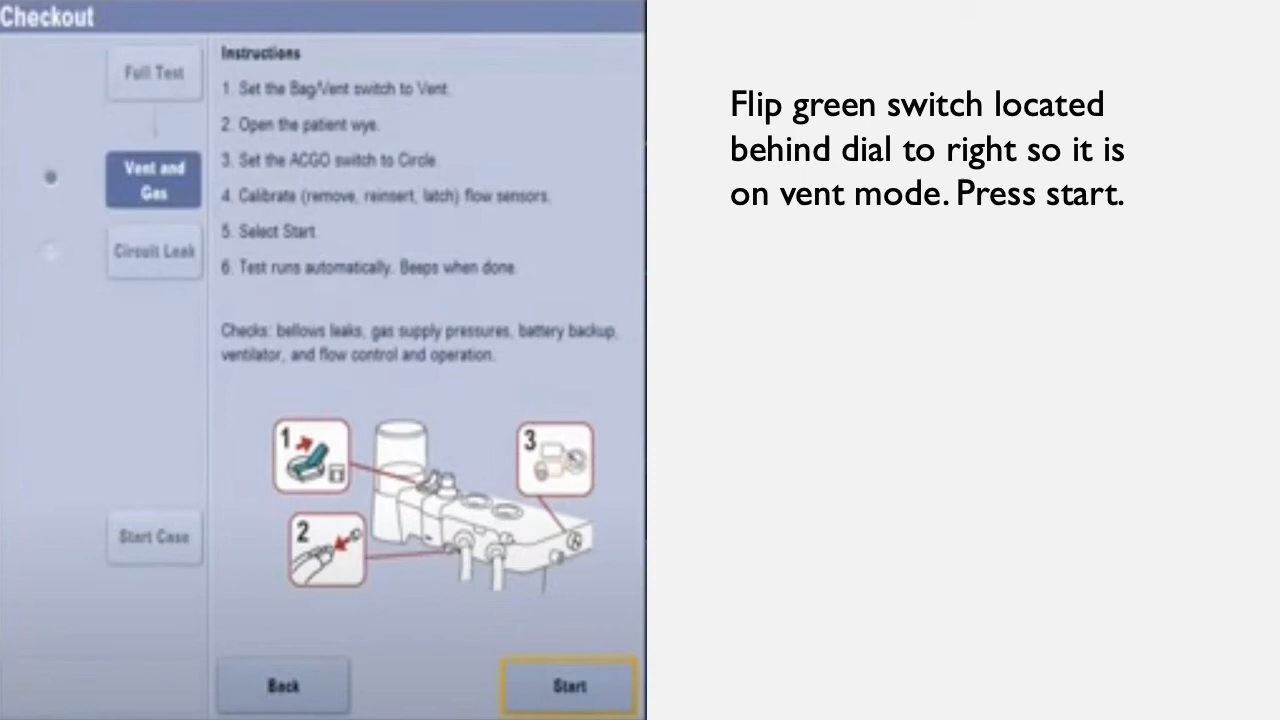 Checkout
Full Test
Vent and
Gas
Circuit Leak
Start Case
Instructions
1. Set the Bag/Vent switch to Vent.
2. Open the patient wye.
3. Set the ACGO switch to Circle.
4. Calibrate (remove, reinsert, latch) flow sensors.
5. Select Start.
6. Test runs automatically. Beeps when done.
Checks: bellows leaks, gas supply pressures, battery backup,
ventilator, and flow control and operation.
1
3
2
Back
Start
Flip green switch located
behind dial to right so it is
on vent mode. Press start.